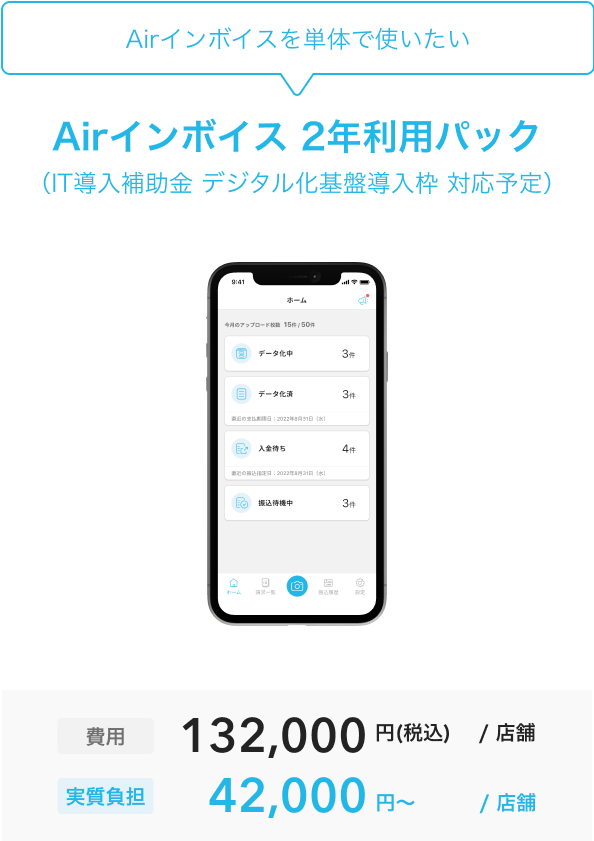 Airインボイスを単体で使いたい
Airインボイス 2年利用パック
（IT導入補助金 デジタル化基盤導入枠 対応予定）
9:41
ホーム
今月のアップロード枚数 15件 / 50件
データ化中 3件
データ化済 3件
直近の支払期限日：2022年8月31日（水）
入金待ち 4件
直近の振込指定日：2022年8月31日（水）
振込待機中 3件
ホーム 請求一覧 振込履歴 設定
費用 132,000 円(税込) / 店舗
実質負担 42,000 円〜 / 店舗